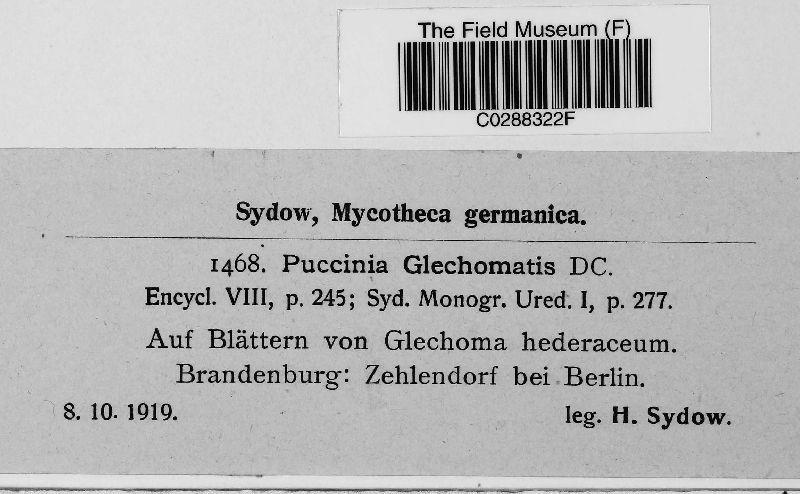 The Field Museum (F)
C0288322F
Sydow, Mycotheca germanica.
1468. Puccinia Glechomatis DC.
Encycl. VIII, p. 245; Syd. Monogr. Ured. I, p. 277.
Auf Blättern von Glechoma hederaceum.
Brandenburg: Zehlendorf bei Berlin.
8. 10. 1919. leg. H. Sydow.